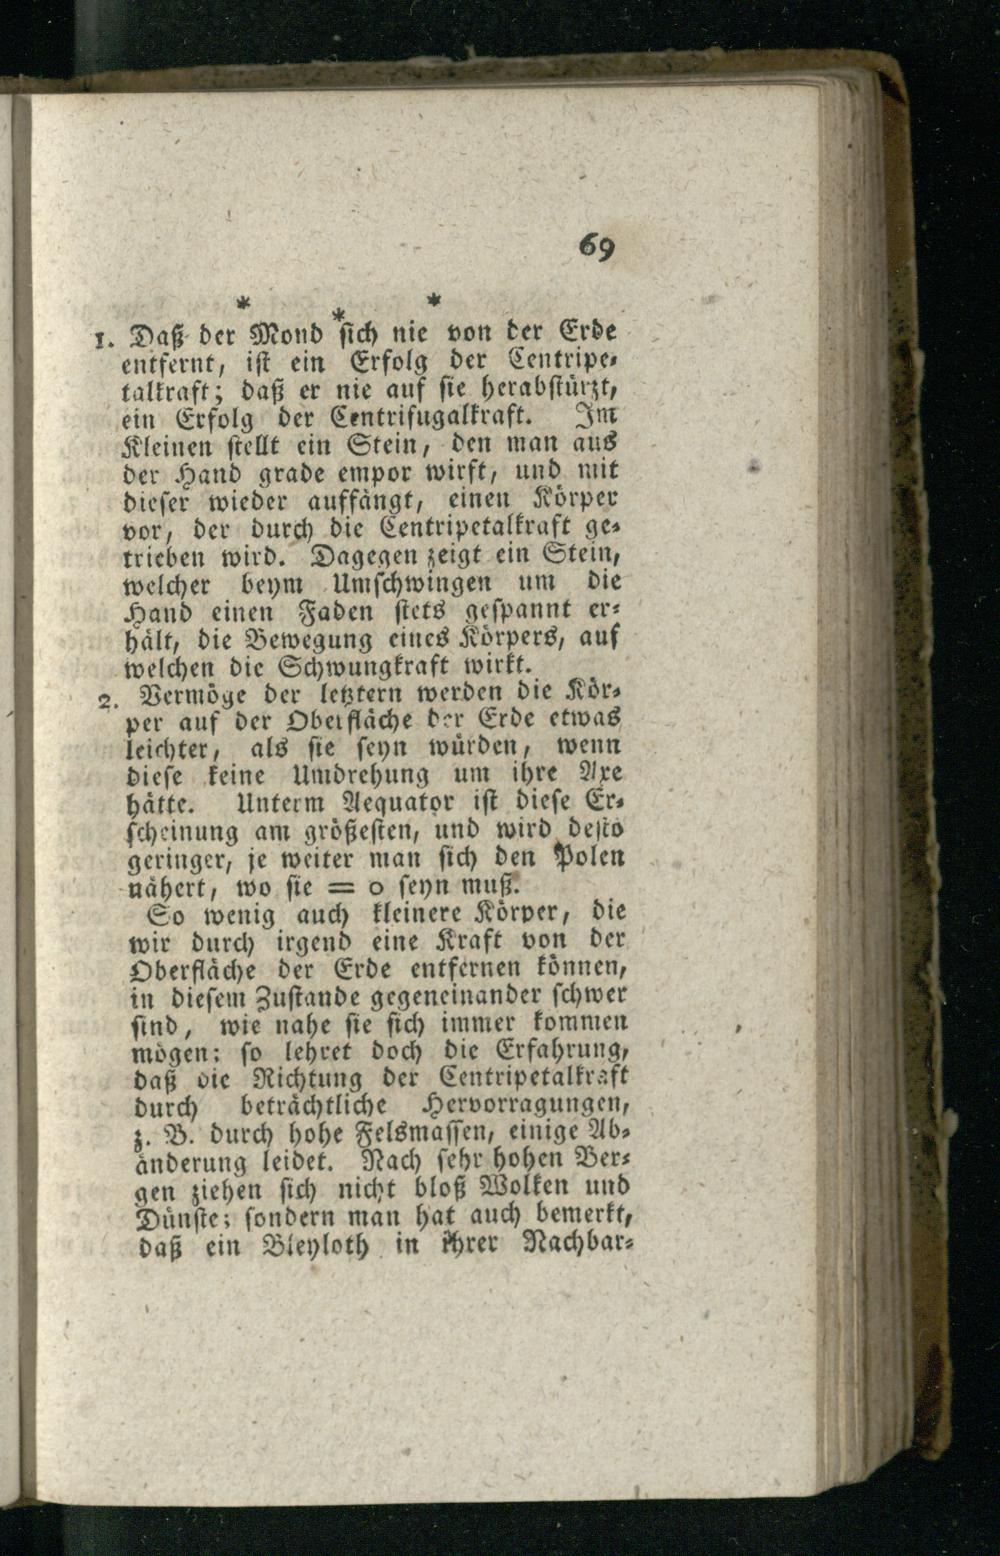 69
* * *
1. Daß der Mond sich nie von der Erde
entfernt, ist ein Erfolg der Centripe⸗
talkraft; daß er nie auf sie herabstürzt,
ein Erfolg der Centrifugalkraft. Im
Kleinen stellt ein Stein, den man aus
der Hand grade empor wirft, und mit
dieser wieder auffängt, einen Körper
vor, der durch die Centripetalkraft ge⸗
trieben wird. Dagegen zeigt ein Stein,
welcher beym Umschwingen um die
Hand einen Faden stets gespannt er⸗
hält, die Bewegung eines Körpers, auf
welchen die Schwungkraft wirkt.
2. Vermöge der letztern werden die Kör⸗
per auf der Oberfläche der Erde etwas
leichter, als sie seyn würden, wenn
diese keine Umdrehung um ihre Axe
hätte. Unterm Aequator ist diese Er⸗
scheinung am größesten, und wird desto
geringer, je weiter man sich den Polen
nähert, wo sie = 0 seyn muß.
So wenig auch kleinere Körper, die
wir durch irgend eine Kraft von der
Oberfläche der Erde entfernen können,
in diesem Zustande gegeneinander schwer
sind, wie nahe sie sich immer kommen
mögen; so lehret doch die Erfahrung,
daß die Richtung der Centripetalkraft
durch beträchtliche Hervorragungen,
z. B. durch hohe Felsmassen, einige Ab⸗
änderung leidet. Nach sehr hohen Ber⸗
gen ziehen sich nicht bloß Wolken und
Dünste; sondern man hat auch bemerkt,
daß ein Bleyloth in ihrer Nachbar⸗